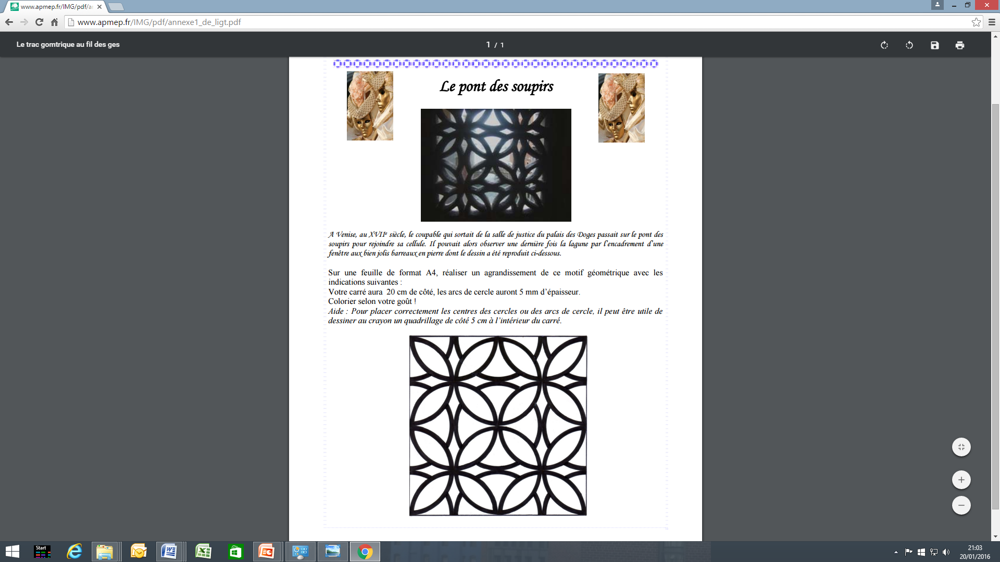 www.apmep.fr/IMG/pdf/a
www.apmep.fr/IMG/pdf/annexe1_de_ligt.pdf
Le trac gomtrique au fil des ges
1 / 1
Le pont des soupirs
A Venise, au XVIIe siècle, le coupable qui sortait de la salle de justice du palais des Doges passait sur le pont des
soupirs pour rejoindre sa cellule. Il pouvait alors observer une dernière fois la lagune par l'encadrement d'une
fenêtre aux bien jolis barreaux en pierre dont le dessin a été reproduit ci-dessous.
Sur une feuille de format A4, réaliser un agrandissement de ce motif géométrique avec les
indications suivantes :
Votre carré aura 20 cm de côté, les arcs de cercle auront 5 mm d'épaisseur.
Colorier selon votre goût !
Aide : Pour placer correctement les centres des cercles ou des arcs de cercle, il peut être utile de
dessiner au crayon un quadrillage de côté 5 cm à l'intérieur du carré.
Start
21:03
20/01/2016